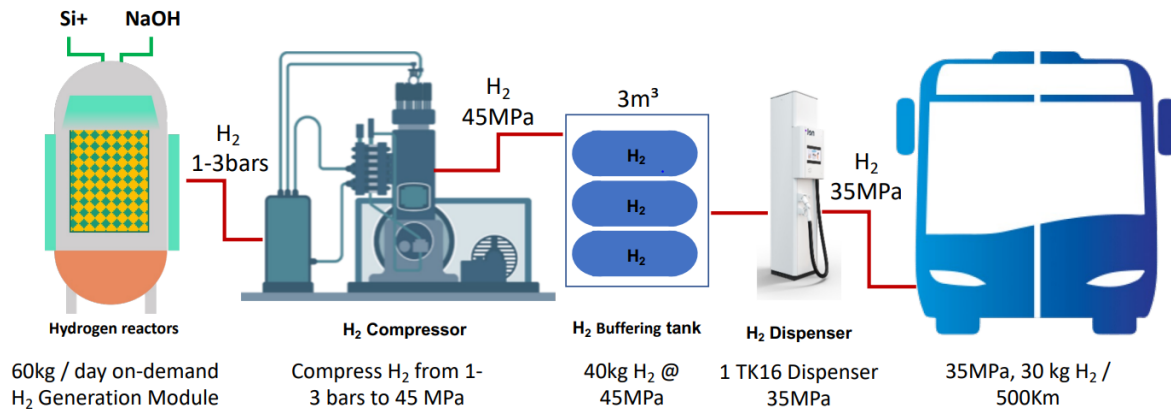 Si+ NaOH
H₂
1-3bars
H₂
45MPa
3m³
H₂
H₂
H₂
H₂
35MPa
Hydrogen reactors
H₂ Compressor
H₂ Buffering tank
H₂ Dispenser
60kg / day on-demand
H₂ Generation Module
Compress H₂ from 1-
3 bars to 45 MPa
40kg H₂ @
45MPa
1 TK16 Dispenser
35MPa
35MPa, 30 kg H₂ /
500Km